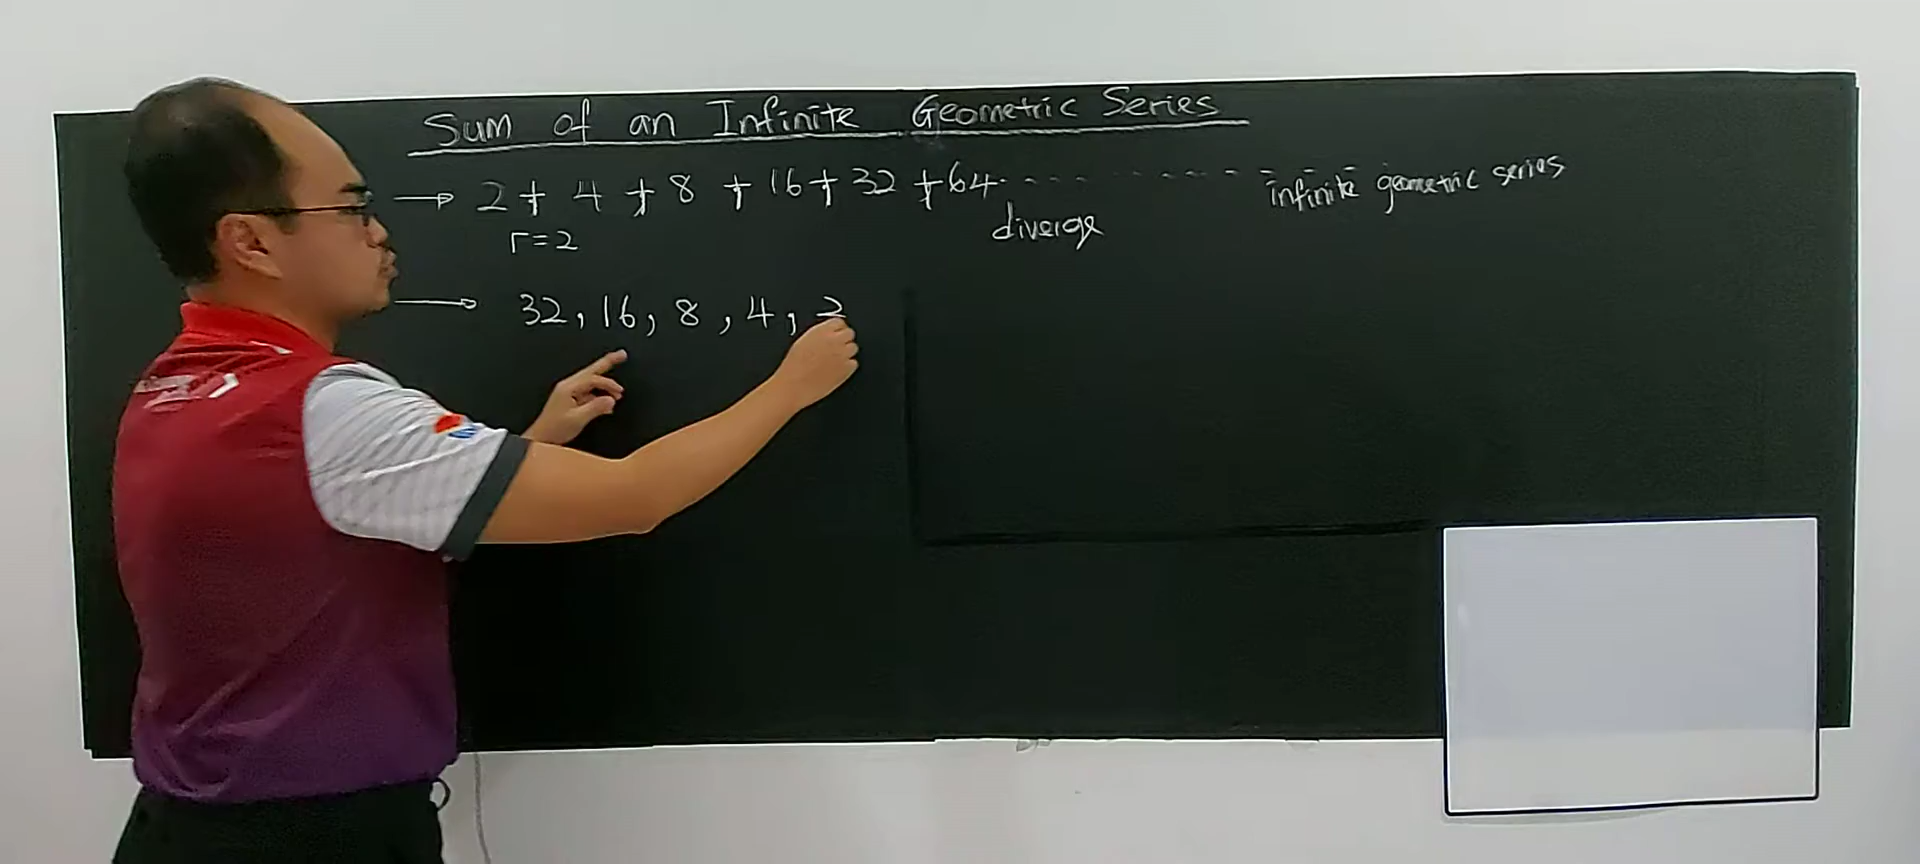 Sum of an Infinite Geometric Series
→ 2 + 4 + 8 + 16 + 32 + 64 ------------ infinite geometric series
r = 2
diverge
→ 32, 16, 8, 4, 2